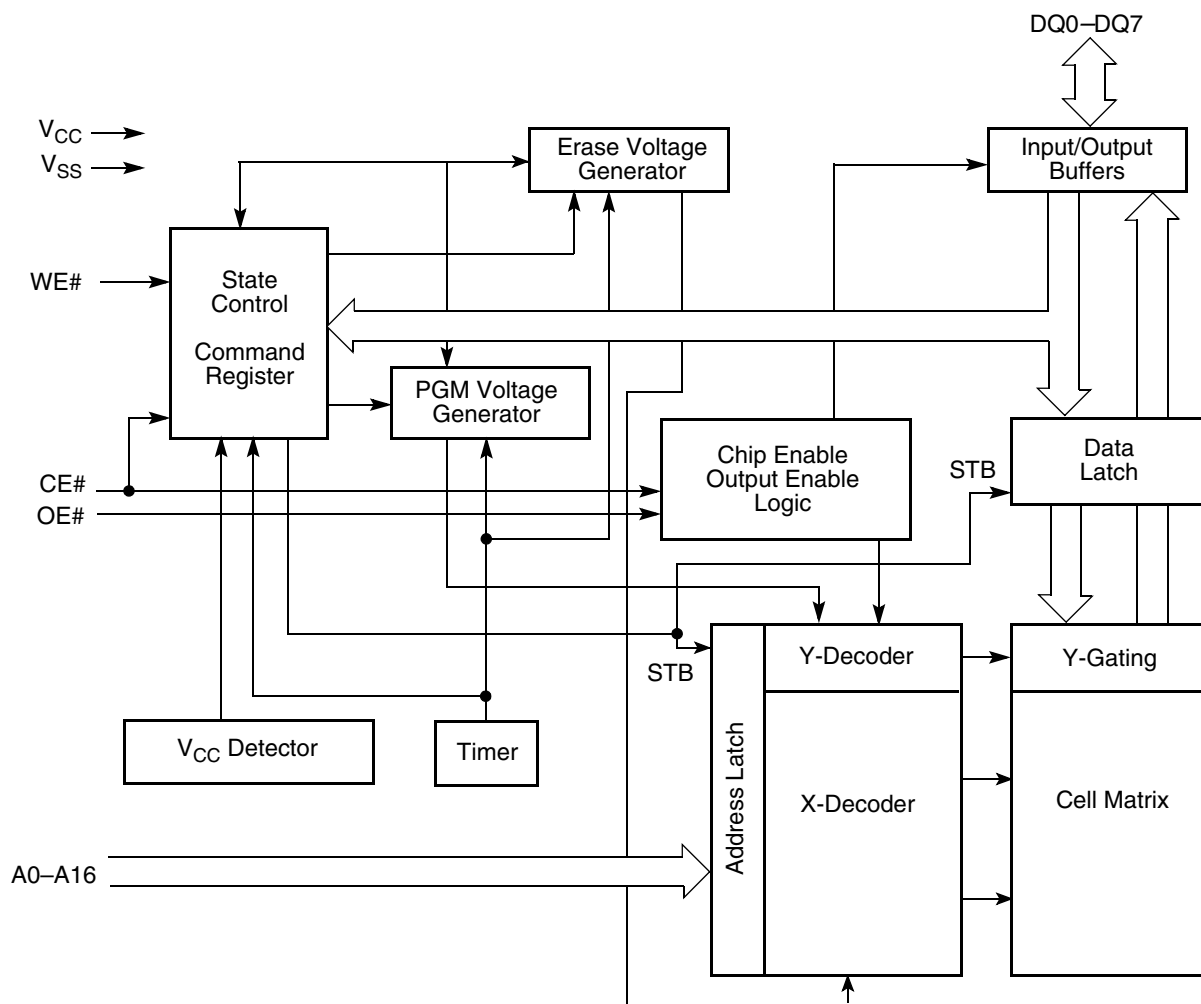 DQ0–DQ7
VCC
VSS
Erase Voltage
Generator
Input/Output
Buffers
WE#
State
Control
Command
Register
PGM Voltage
Generator
Chip Enable
Output Enable
Logic
STB
Data
Latch
CE#
OE#
STB
Y-Decoder
Y-Gating
VCC Detector
Timer
Address Latch
X-Decoder
Cell Matrix
A0–A16